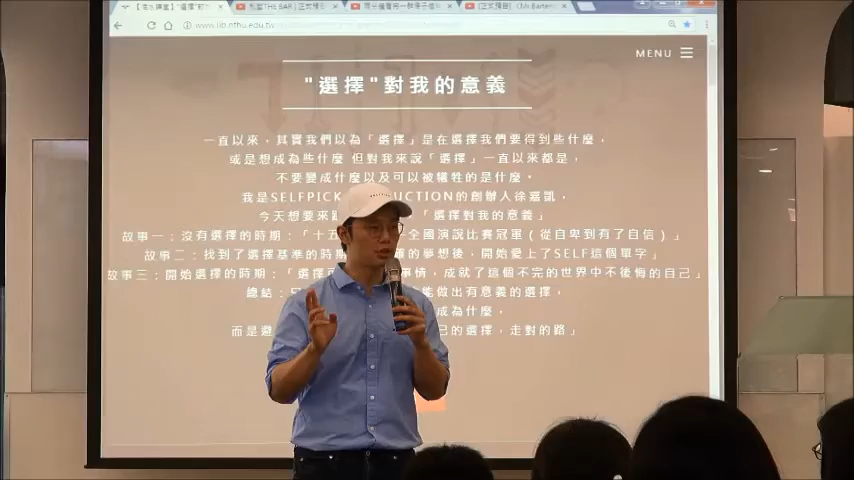 www.lib.nthu.edu.tw
MENU
"選擇"對我的意義
一直以來，其實我們以為「選擇」是在選擇我們要得到些什麼，
或是想成為些什麼 但對我來說「選擇」一直以來都是，
不要變成什麼以及可以被犧牲的是什麼。
我是SELFPICK UCTION的創辦人徐嘉凱，
今天想要來 「選擇對我的意義」
故事一：沒有選擇的時期：「十五 全國演說比賽冠軍（從自卑到有了自信）」
故事二：找到了選擇基準的時 的夢想後，開始愛上了SELF這個單字」
故事三：開始選擇的時期：「選擇 事情，成就了這個不完的世界中不後悔的自己」
總結： 能做出有意義的選擇，
成為什麼，
而是 己的選擇，走對的路」